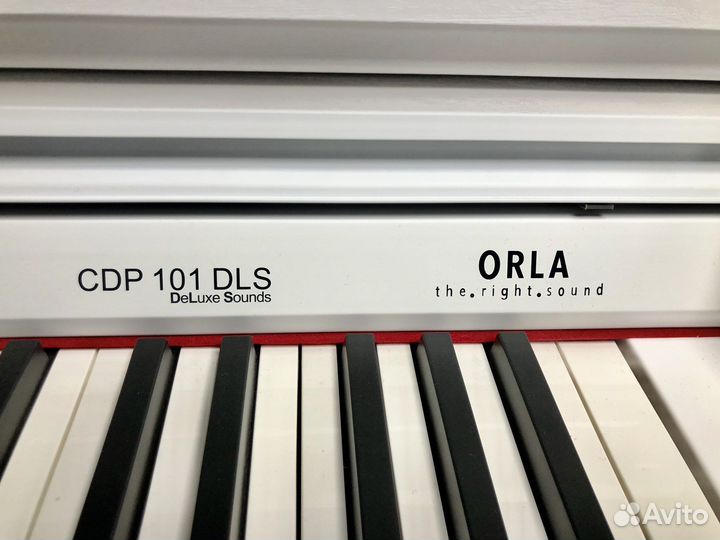 CDP 101 DLS
DeLuxe Sounds
ORLA
the.right.sound
Avito